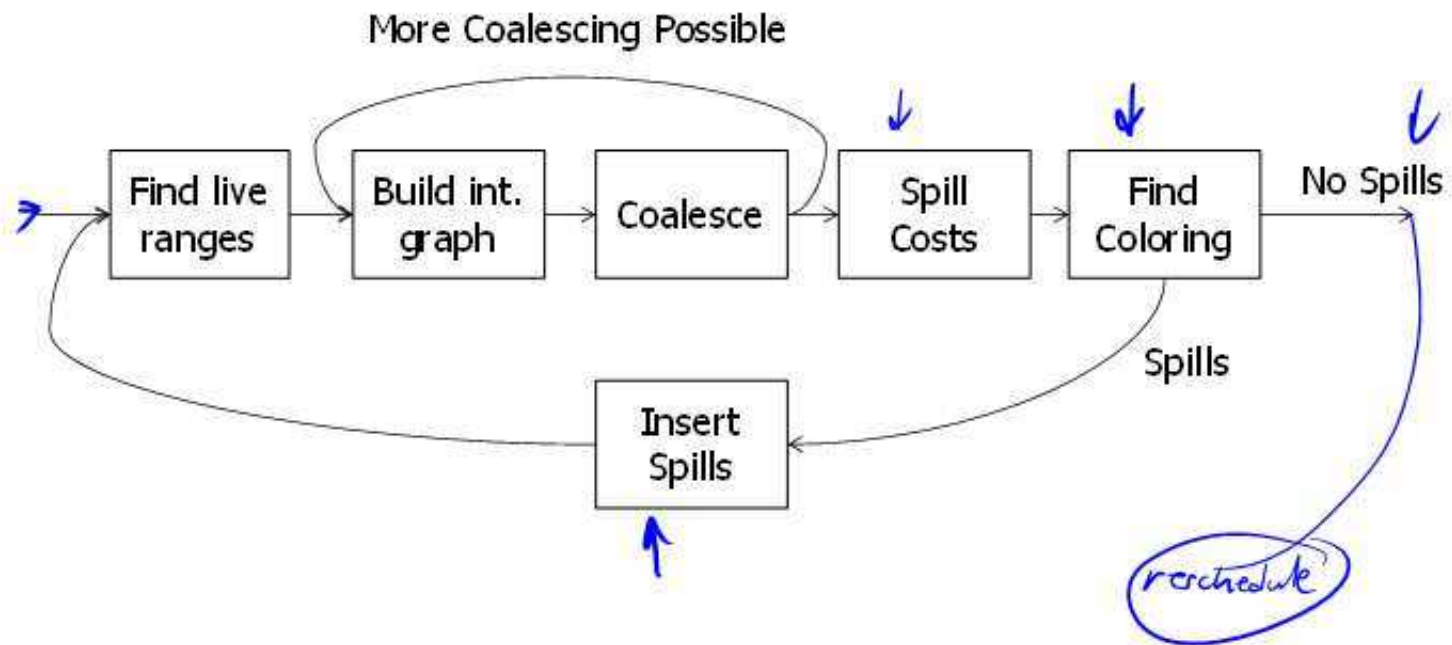 More Coalescing Possible
Find live
ranges
Build int.
graph
Coalesce
Spill
Costs
Find
Coloring
No Spills
Spills
Insert
Spills
reschedule